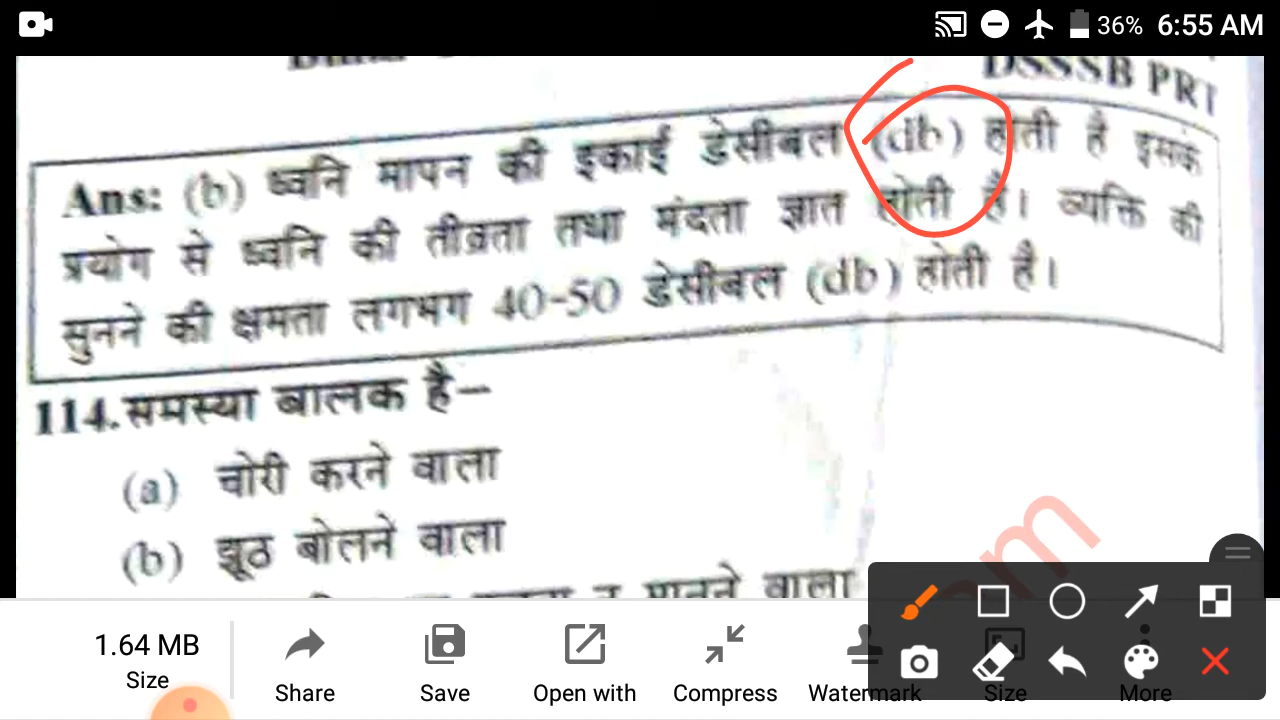 36% 6:55 AM
DSSSB PRT
Ans: (b) ध्वनि मापन की इकाई डेसीबल (db) होती है इसके
प्रयोग से ध्वनि की तीव्रता तथा मंदता ज्ञात होती है। व्यक्ति की
सुनने की क्षमता लगभग 40-50 डेसीबल (db) होती है।
114. समस्या बालक है–
(a) चोरी करने वाला
(b) झूठ बोलने वाला
न मानने वाला
1.64 MB
Size
Share
Save
Open with
Compress
Watermark
Size
More